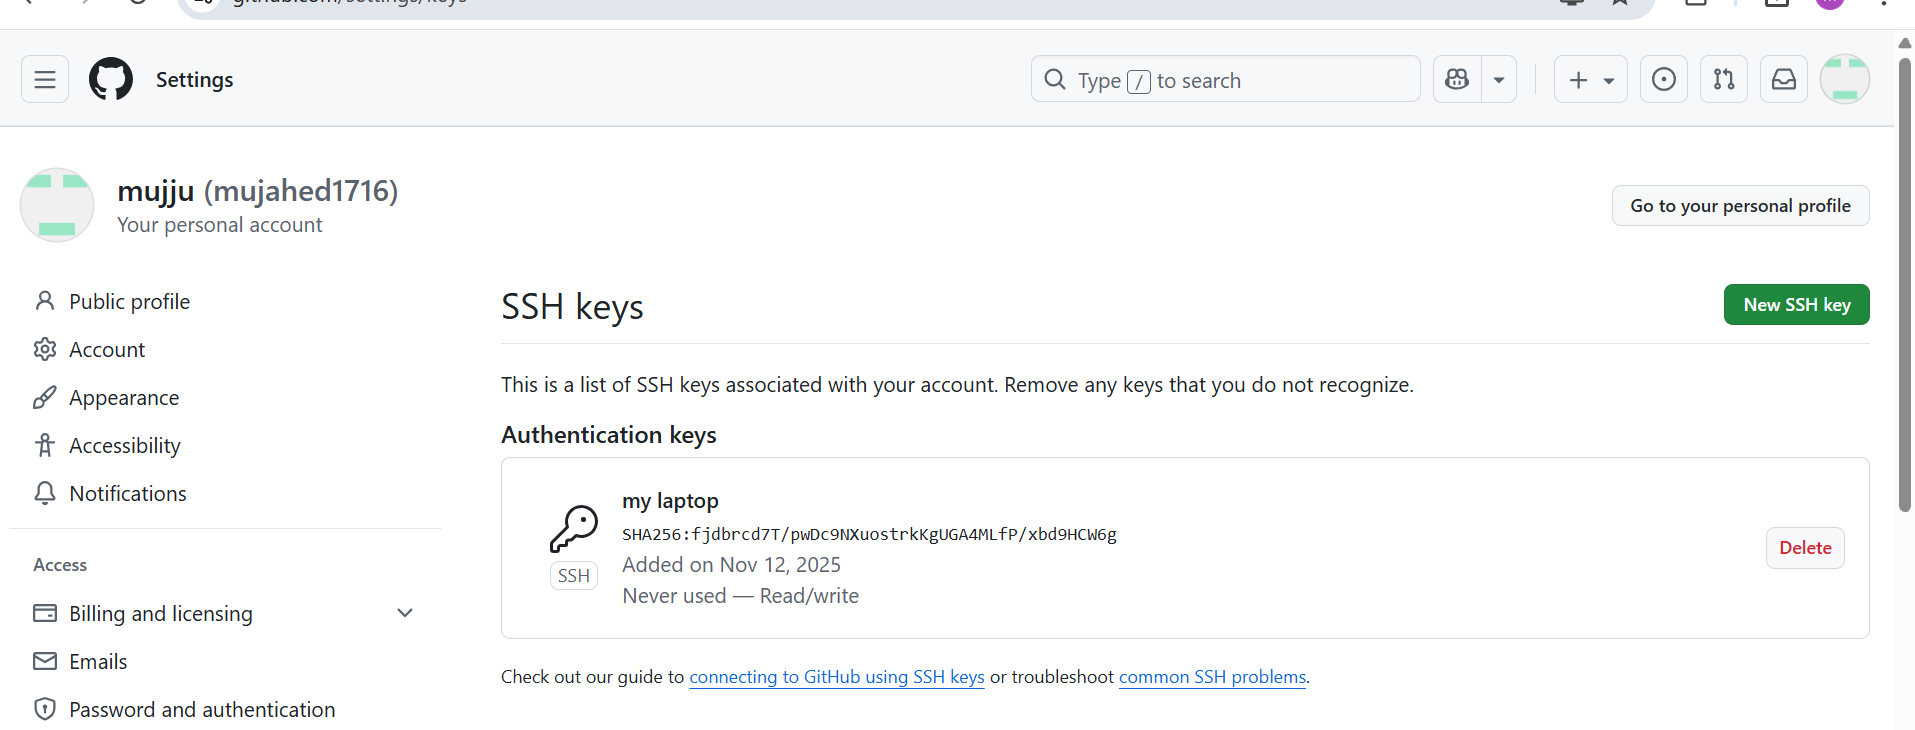 github.com/settings/keys
Settings
Type / to search
mujju (mujahed1716)
Your personal account
Go to your personal profile
Public profile
Account
Appearance
Accessibility
Notifications
Access
Billing and licensing
Emails
Password and authentication
SSH keys
New SSH key
This is a list of SSH keys associated with your account. Remove any keys that you do not recognize.
Authentication keys
my laptop
SHA256:fjdbrcd7T/pwDc9NXuostrkKgUGA4MLfP/xbd9HCW6g
SSH
Added on Nov 12, 2025
Never used — Read/write
Delete
Check out our guide to connecting to GitHub using SSH keys or troubleshoot common SSH problems.